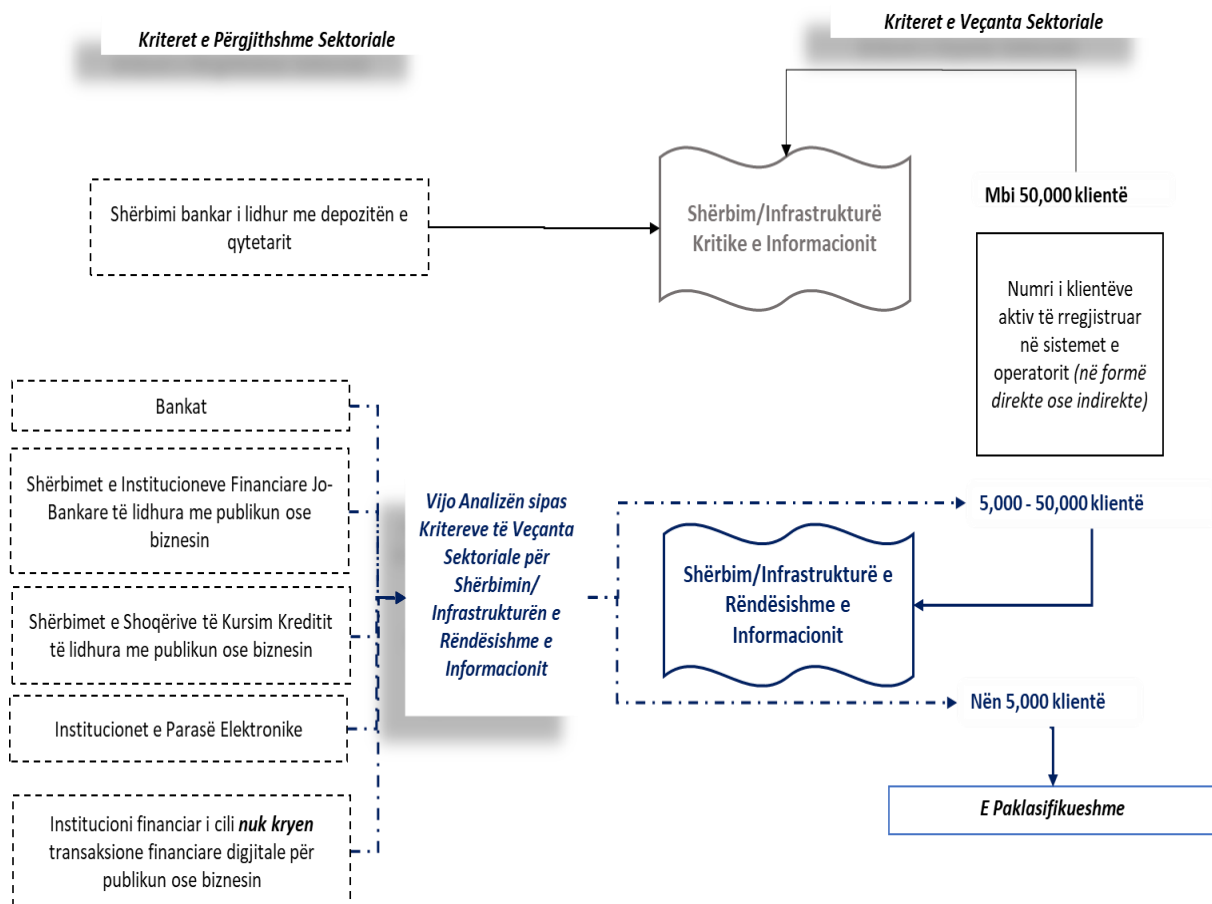 Kriteret e Përgjithshme Sektoriale
Kriteret e Veçanta Sektoriale
Shërbimi bankar i lidhur me depozitën e
qytetarit
Shërbim/Infrastrukturë
Kritike e Informacionit
Mbi 50,000 klientë
Numri i klientëve
aktiv të rregjistruar
në sistemet e
operatorit (në formë
direkte ose indirekte)
Bankat
Shërbimet e Institucioneve Financiare Jo-
Bankare të lidhura me publikun ose
biznesin
Shërbimet e Shoqërive të Kursim Kreditit
të lidhura me publikun ose biznesin
Institucionet e Parasë Elektronike
Institucioni financiar i cili nuk kryen
transaksione financiare digjitale për
publikun ose biznesin
Vijo Analizën sipas
Kritereve të Veçanta
Sektoriale për
Shërbimin/
Infrastrukturën e
Rëndësishme e
Informacionit
5,000 - 50,000 klientë
Shërbim/Infrastrukturë e
Rëndësishme e
Informacionit
Nën 5,000 klientë
E Paklasifikueshme